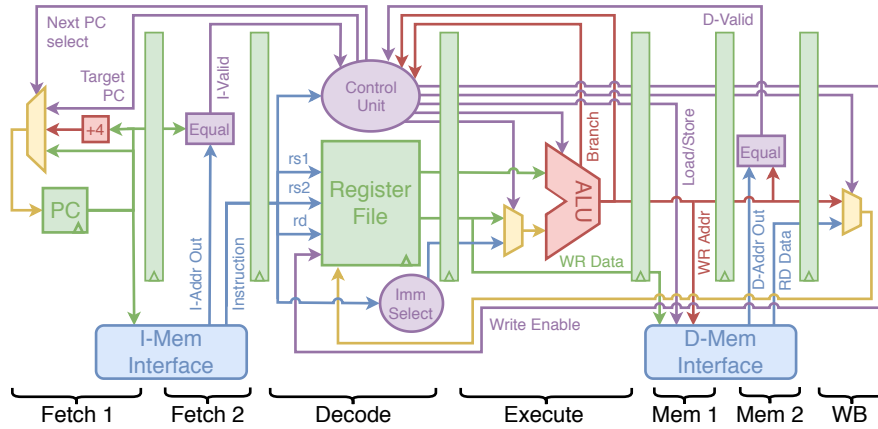 Next PC
select
D-Valid
Target
PC
I-Valid
Control
Unit
+4
Equal
Branch
Load/Store
Equal
rs1
rs2
rd
PC
Register
File
ALU
I-Addr Out
Instruction
WR Data
WR Addr
D-Addr Out
RD Data
Imm
Select
Write Enable
I-Mem
Interface
D-Mem
Interface
Fetch 1
Fetch 2
Decode
Execute
Mem 1
Mem 2
WB